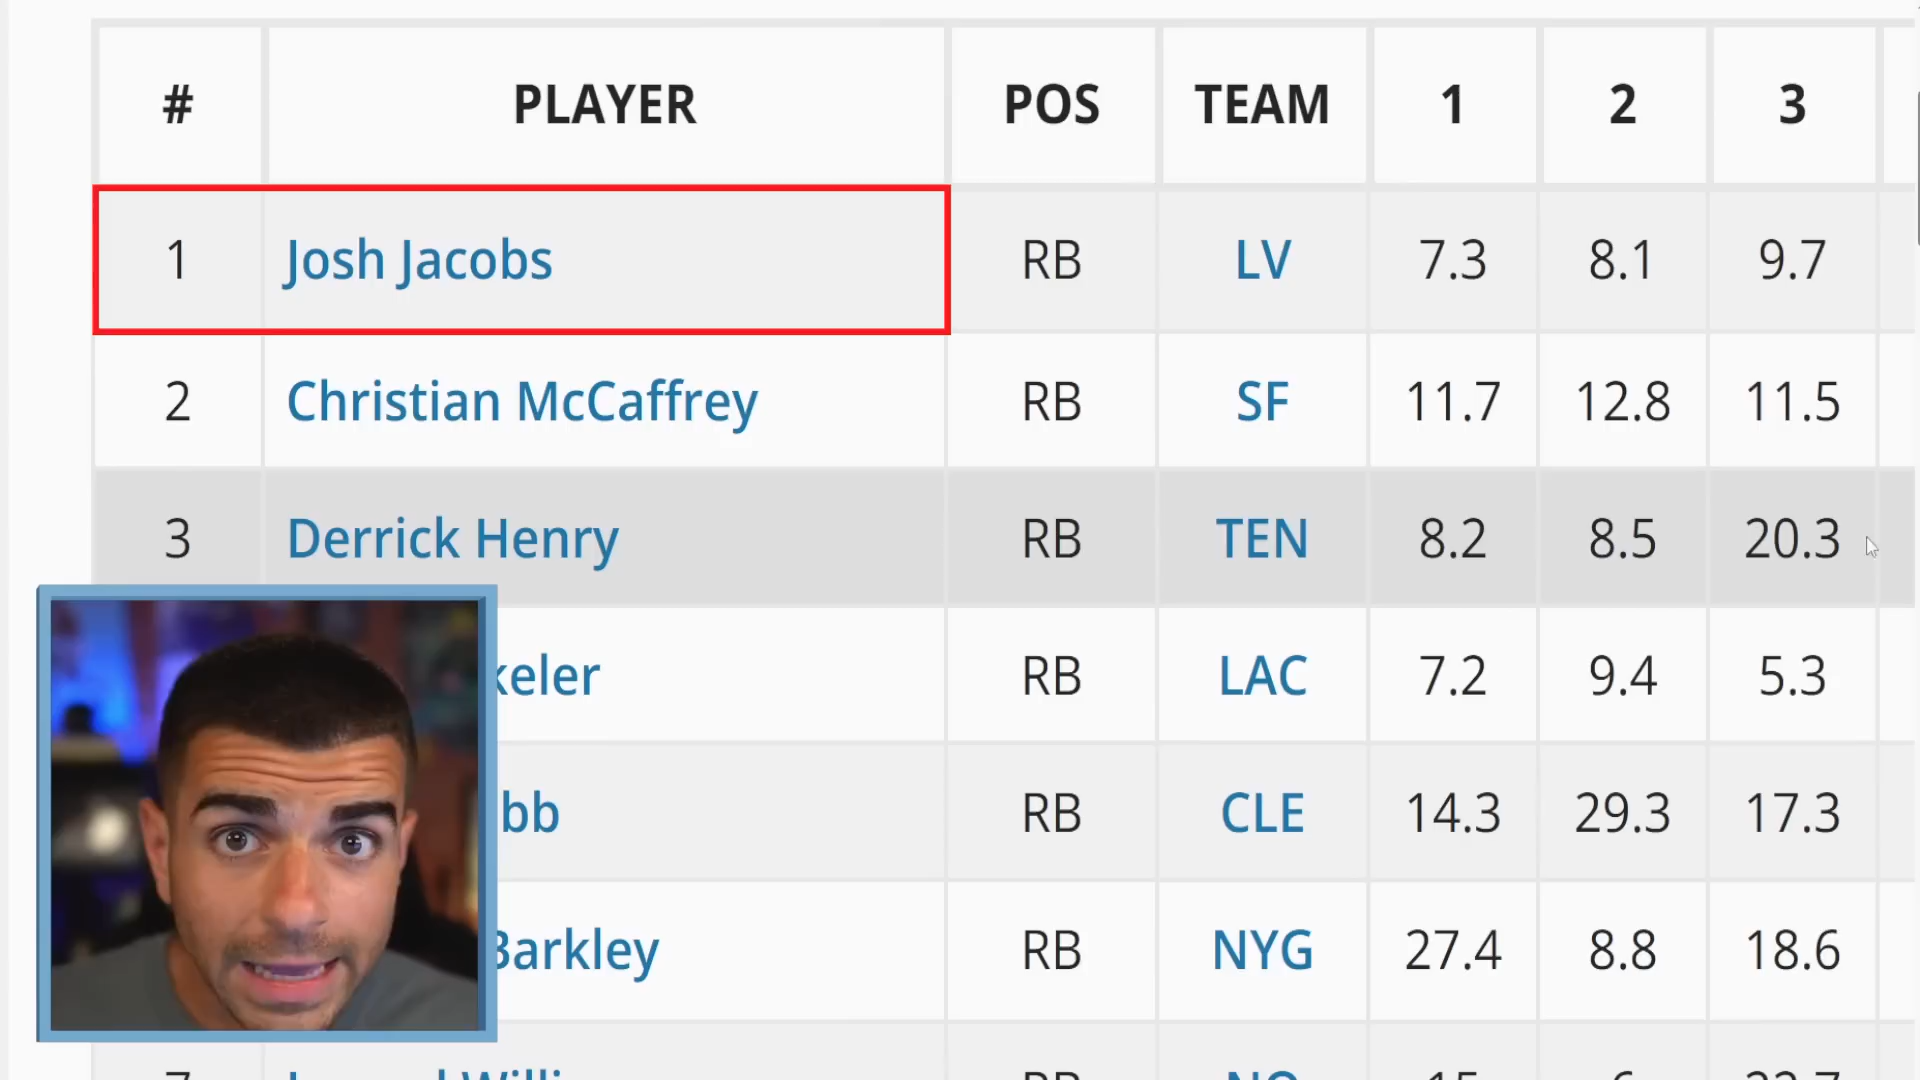 # PLAYER POS TEAM 1 2 3
1 Josh Jacobs RB LV 7.3 8.1 9.7
2 Christian McCaffrey RB SF 11.7 12.8 11.5
3 Derrick Henry RB TEN 8.2 8.5 20.3
keler RB LAC 7.2 9.4 5.3
bb RB CLE 14.3 29.3 17.3
Barkley RB NYG 27.4 8.8 18.6